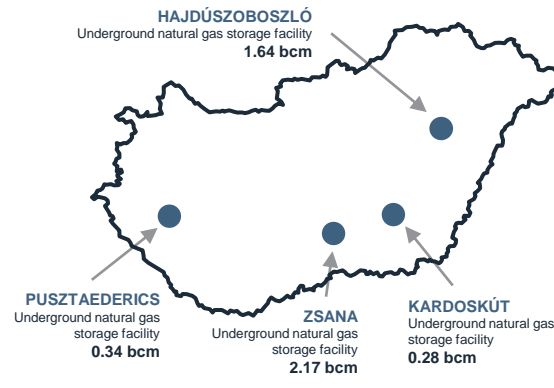 HAJDÚSZOBOSZLÓ
Underground natural gas storage facility
1.64 bcm
PUSZTAEDERICS
Underground natural gas
storage facility
0.34 bcm
ZSANA
Underground natural gas
storage facility
2.17 bcm
KARDOSKÚT
Underground natural gas
storage facility
0.28 bcm